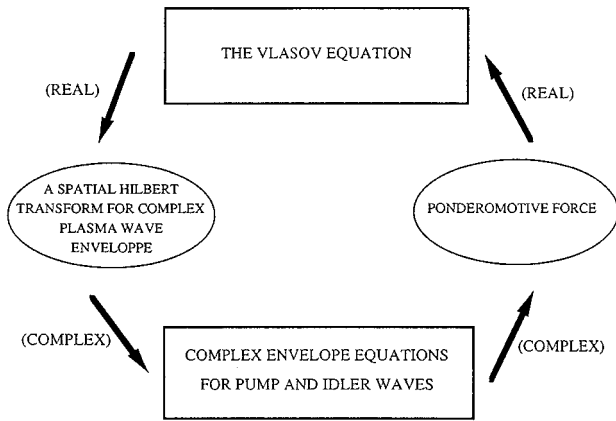 THE VLASOV EQUATION
(REAL)
(REAL)
A SPATIAL HILBERT
TRANSFORM FOR COMPLEX
PLASMA WAVE
ENVELOPPE
PONDEROMOTIVE FORCE
(COMPLEX)
COMPLEX ENVELOPE EQUATIONS
FOR PUMP AND IDLER WAVES
(COMPLEX)